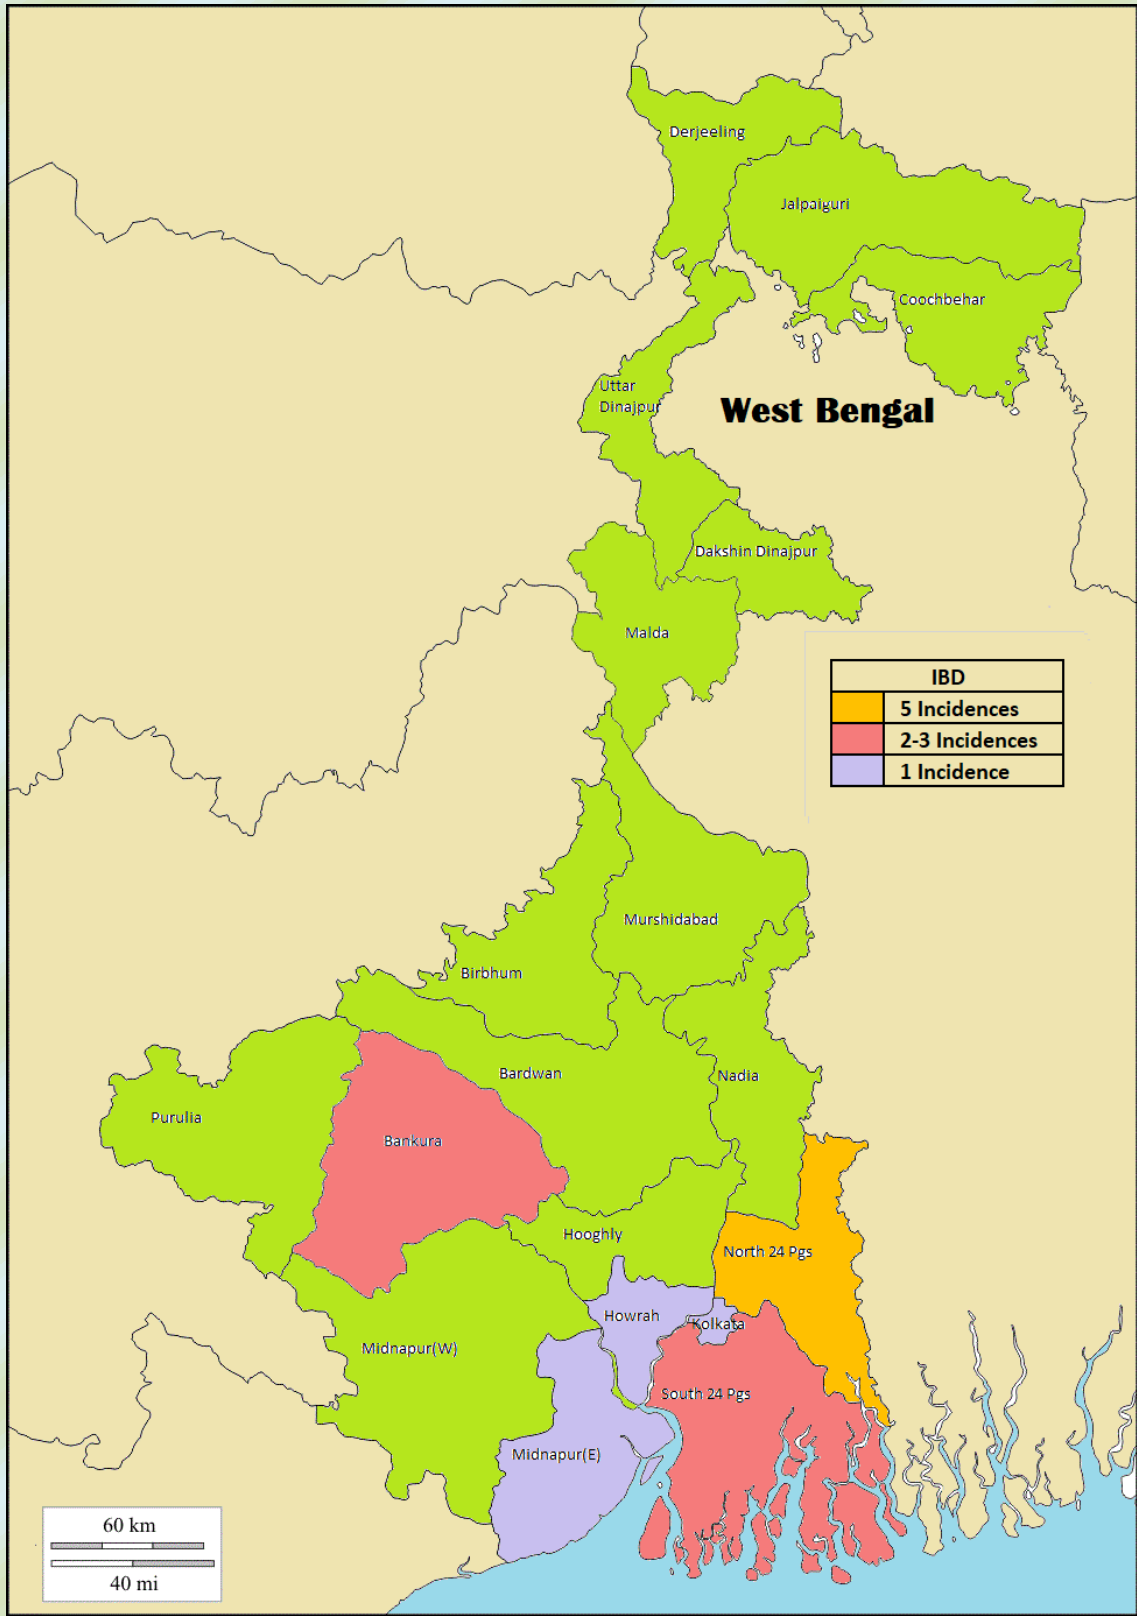 Derjeeling
Jalpaiguri
Coochbehar
Uttar
Dinajpur
West Bengal
Dakshin Dinajpur
Malda
IBD
5 Incidences
2-3 Incidences
1 Incidence
Murshidabad
Birbhum
Bardwan
Nadia
Purulia
Bankura
Hooghly
North 24 Pgs
Howrah
Kolkata
Midnapur(W)
South 24 Pgs
Midnapur(E)
60 km
40 mi